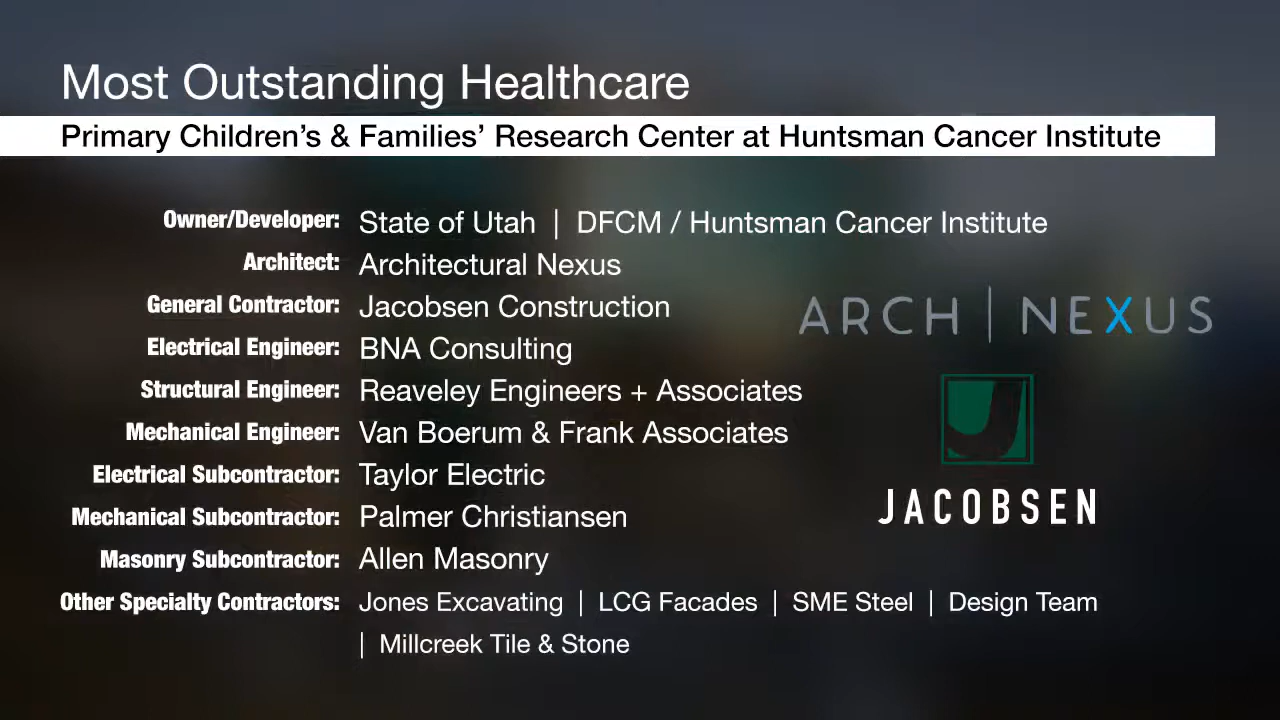 Most Outstanding Healthcare
Primary Children's & Families' Research Center at Huntsman Cancer Institute
Owner/Developer: State of Utah | DFCM / Huntsman Cancer Institute
Architect: Architectural Nexus
General Contractor: Jacobsen Construction
Electrical Engineer: BNA Consulting
Structural Engineer: Reaveley Engineers + Associates
Mechanical Engineer: Van Boerum & Frank Associates
Electrical Subcontractor: Taylor Electric
Mechanical Subcontractor: Palmer Christiansen
Masonry Subcontractor: Allen Masonry
Other Specialty Contractors: Jones Excavating | LCG Facades | SME Steel | Design Team
| Millcreek Tile & Stone
ARCH | NEXUS
J
JACOBSEN